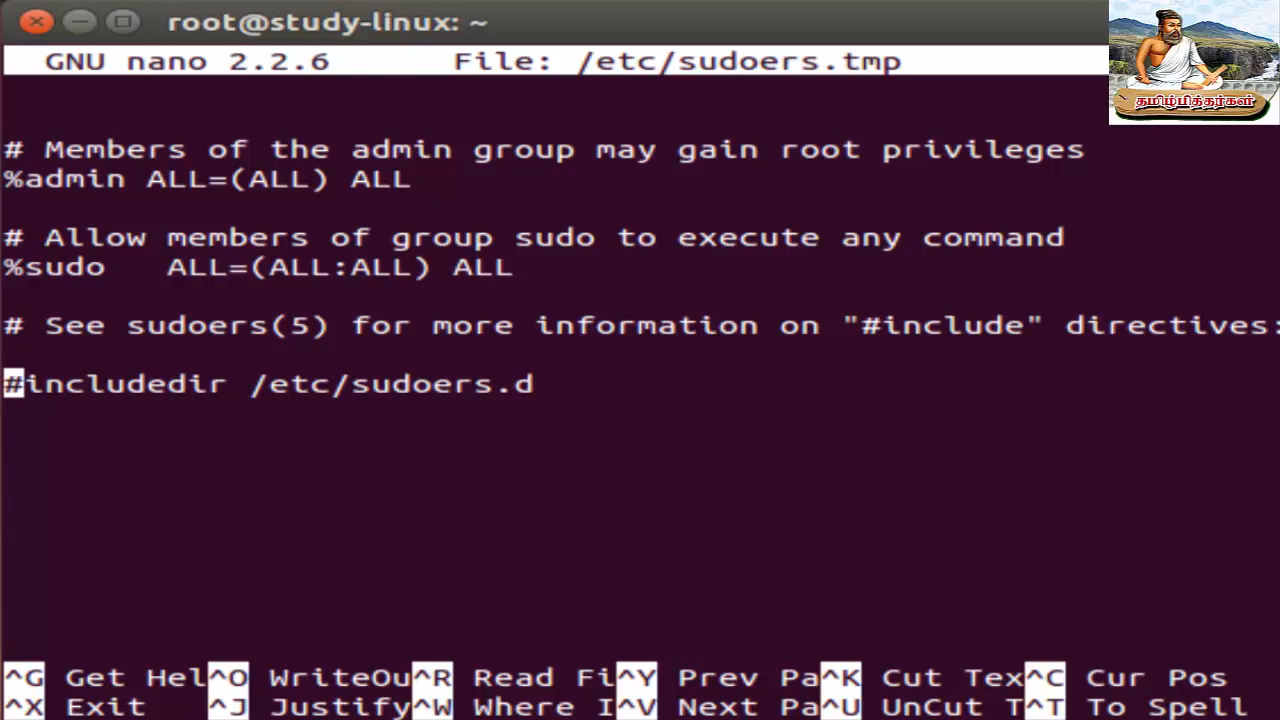 root@study-linux: ~
GNU nano 2.2.6 File: /etc/sudoers.tmp
தமிழ்பித்தர்கள்
# Members of the admin group may gain root privileges
%admin ALL=(ALL) ALL
# Allow members of group sudo to execute any command
%sudo ALL=(ALL:ALL) ALL
# See sudoers(5) for more information on "#include" directives:
#includedir /etc/sudoers.d
^G Get Hel^O WriteOu^R Read Fi^Y Prev Pa^K Cut Tex^C Cur Pos
^X Exit ^J Justify^W Where I^V Next Pa^U UnCut T^T To Spell